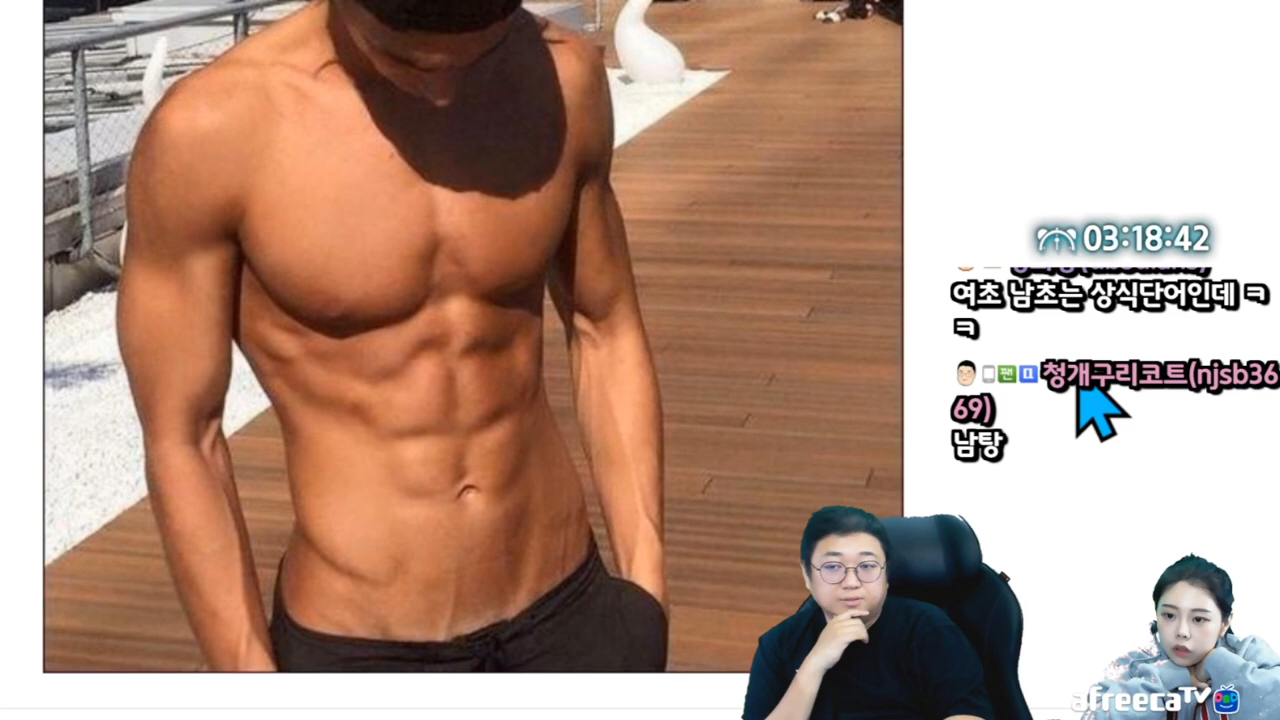 03:18:42
여초 남초는 상식단어인데 ㅋ
ㅋ
팬 청개구리코트(njsb36
69)
남탕
afreecaTV